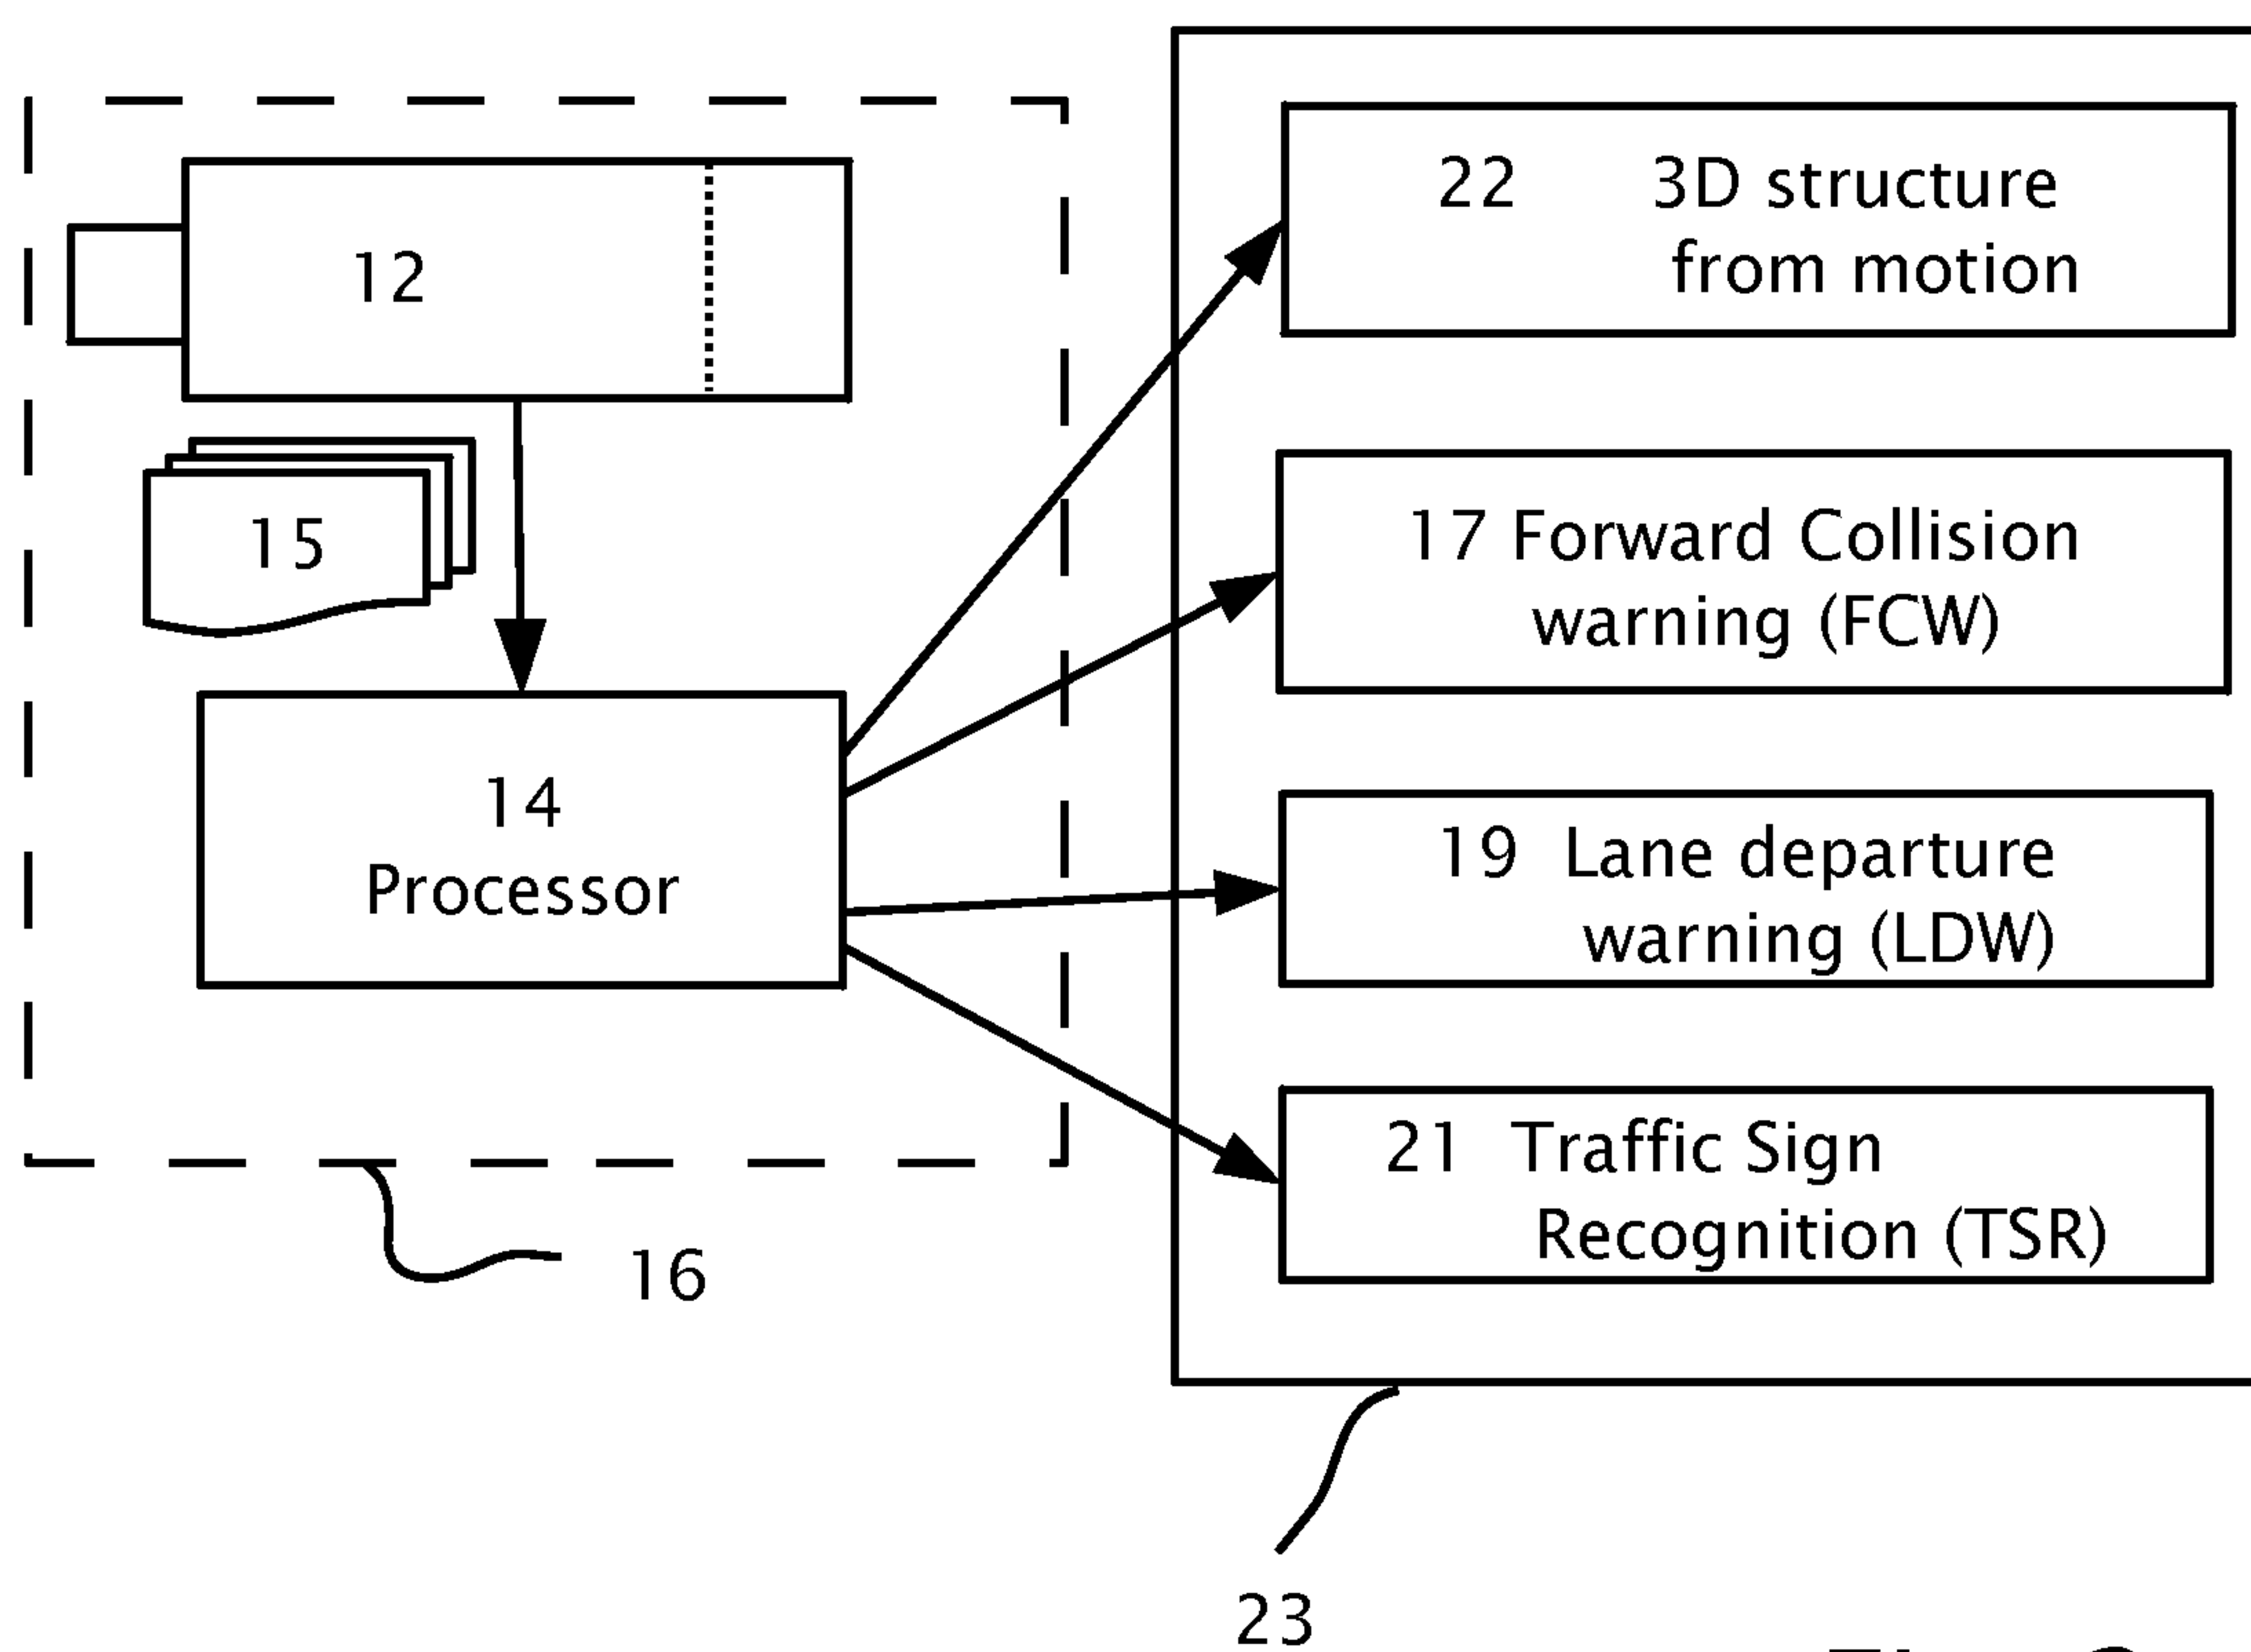 12
15
14
Processor
16
22 3D structure
from motion
17 Forward Collision
warning (FCW)
19 Lane departure
warning (LDW)
21 Traffic Sign
Recognition (TSR)
23